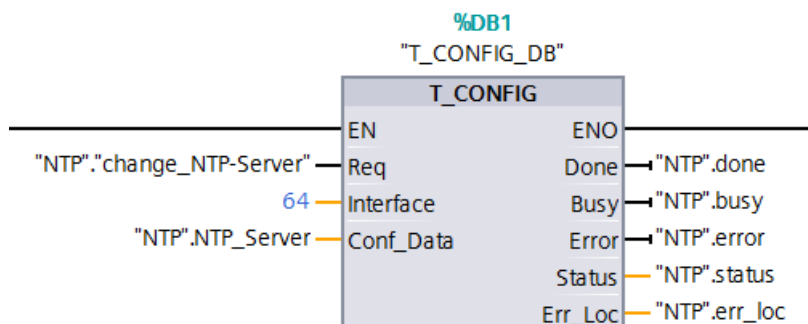 %DB1
"T_CONFIG_DB"
T_CONFIG
EN ENO
"NTP"."change_NTP-Server" Req Done "NTP".done
64 Interface Busy "NTP".busy
"NTP".NTP_Server Conf_Data Error "NTP".error
Status "NTP".status
Err_Loc "NTP".err_loc